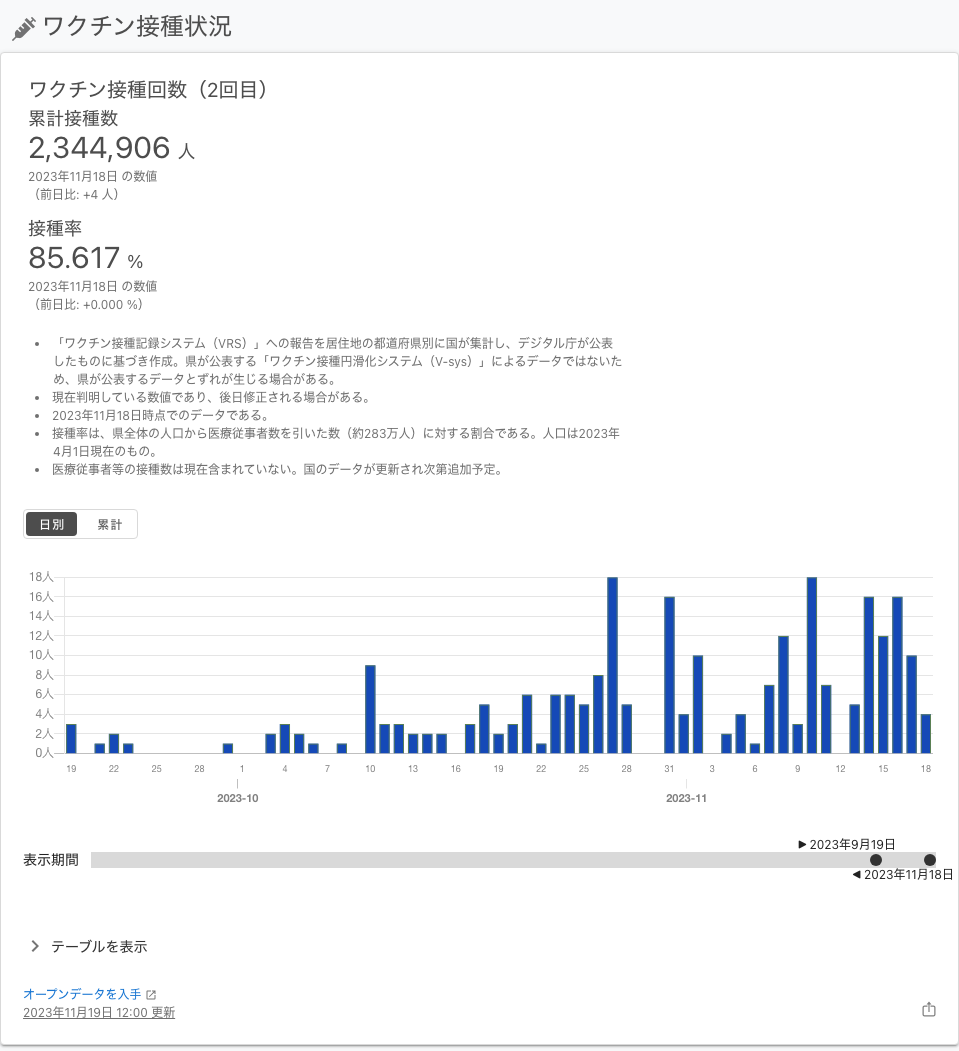 ワクチン接種状況
ワクチン接種回数（2回目）
累計接種数
2,344,906 人
2023年11月18日 の数値
（前日比: +4 人）
接種率
85.617 %
2023年11月18日 の数値
（前日比: +0.000 %）
• 「ワクチン接種記録システム（VRS）」への報告を居住地の都道府県別に国が集計し、デジタル庁が公表
したものに基づき作成。県が公表する「ワクチン接種円滑化システム（V-sys）」によるデータではないた
め、県が公表するデータとずれが生じる場合がある。
• 現在判明している数値であり、後日修正される場合がある。
• 2023年11月18日時点でのデータである。
• 接種率は、県全体の人口から医療従事者数を引いた数（約283万人）に対する割合である。人口は2023年
4月1日現在のもの。
• 医療従事者等の接種数は現在含まれていない。国のデータが更新され次第追加予定。
日別 累計
18人
16人
14人
12人
10人
8人
6人
4人
2人
0人
19 22 25 28 1 4 7 10 13 16 19 22 25 28 31 3 6 9 12 15 18
2023-10 2023-11
▶ 2023年9月19日
表示期間
◀ 2023年11月18日
テーブルを表示
オープンデータを入手
2023年11月19日 12:00 更新